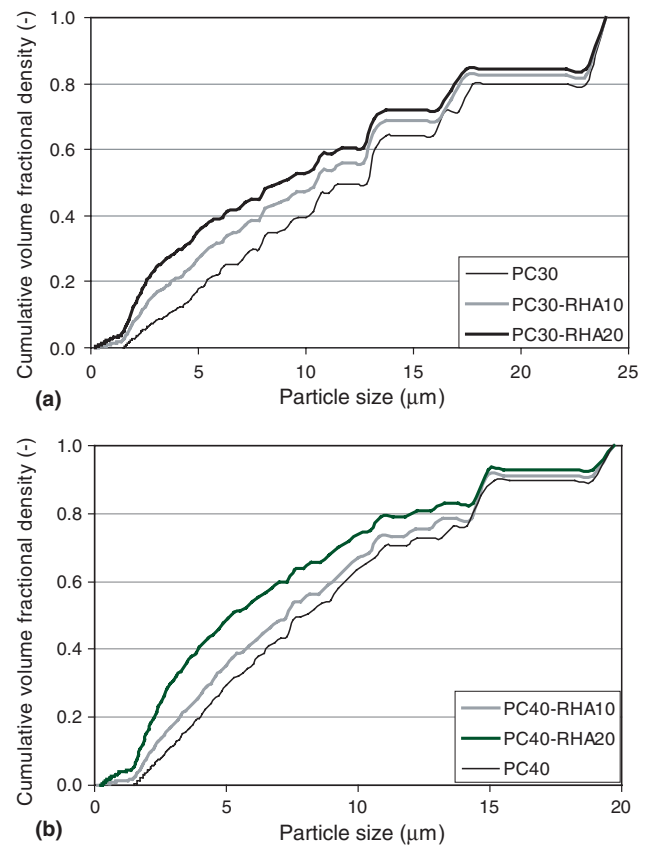 Cumulative volume fractional density (-)
1.0
0.8
0.6
0.4
0.2
0.0
PC30
PC30-RHA10
PC30-RHA20
0 5 10 15 20 25
Particle size (μm)
(a)
Cumulative volume fractional density (-)
1.0
0.8
0.6
0.4
0.2
0.0
PC40-RHA10
PC40-RHA20
PC40
0 5 10 15 20
Particle size (μm)
(b)